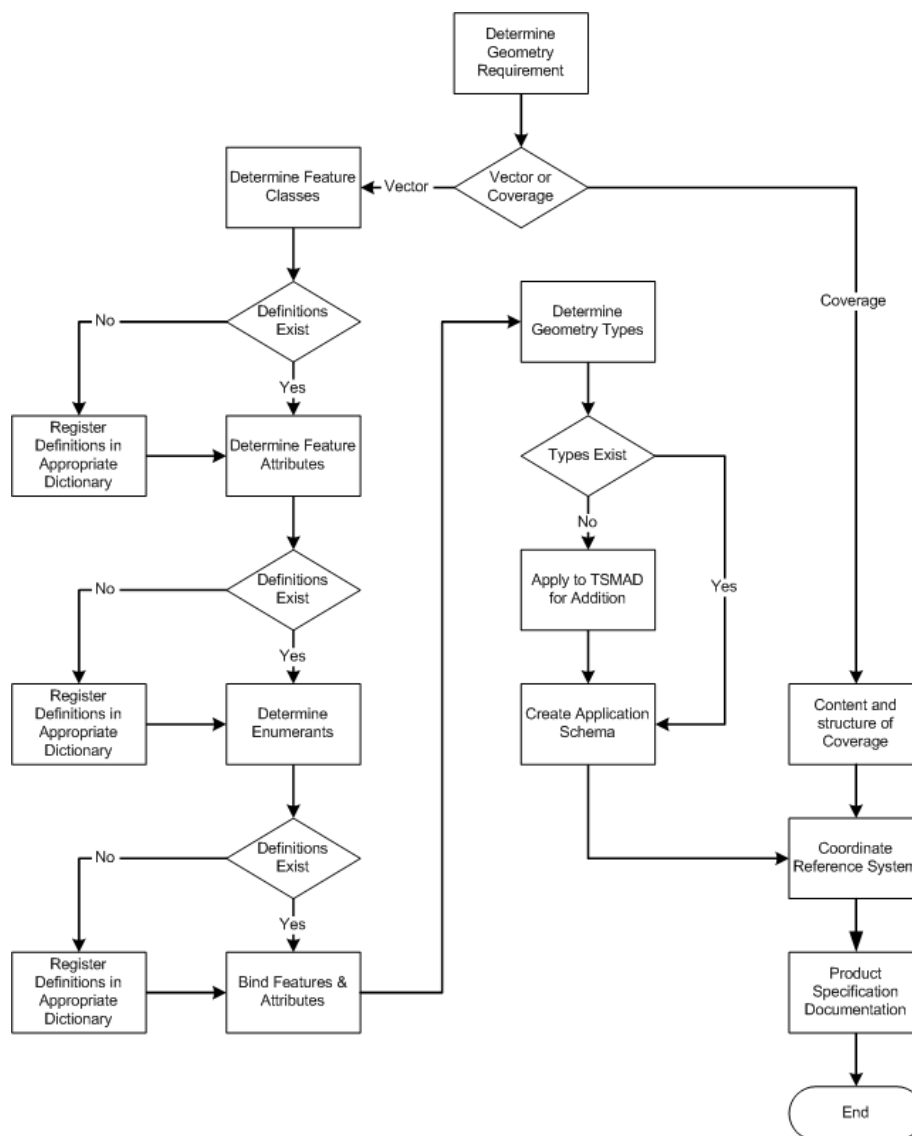 Determine
Geometry
Requirement
Vector or
Coverage
Vector
Determine Feature
Classes
Coverage
Definitions
Exist
No
Yes
Register
Definitions in
Appropriate
Dictionary
Determine Feature
Attributes
Definitions
Exist
No
Yes
Register
Definitions in
Appropriate
Dictionary
Determine
Enumerants
Definitions
Exist
No
Yes
Register
Definitions in
Appropriate
Dictionary
Bind Features &
Attributes
Determine
Geometry Types
Types Exist
No
Yes
Apply to TSMAD
for Addition
Create Application
Schema
Content and
structure of
Coverage
Coordinate
Reference System
Product
Specification
Documentation
End